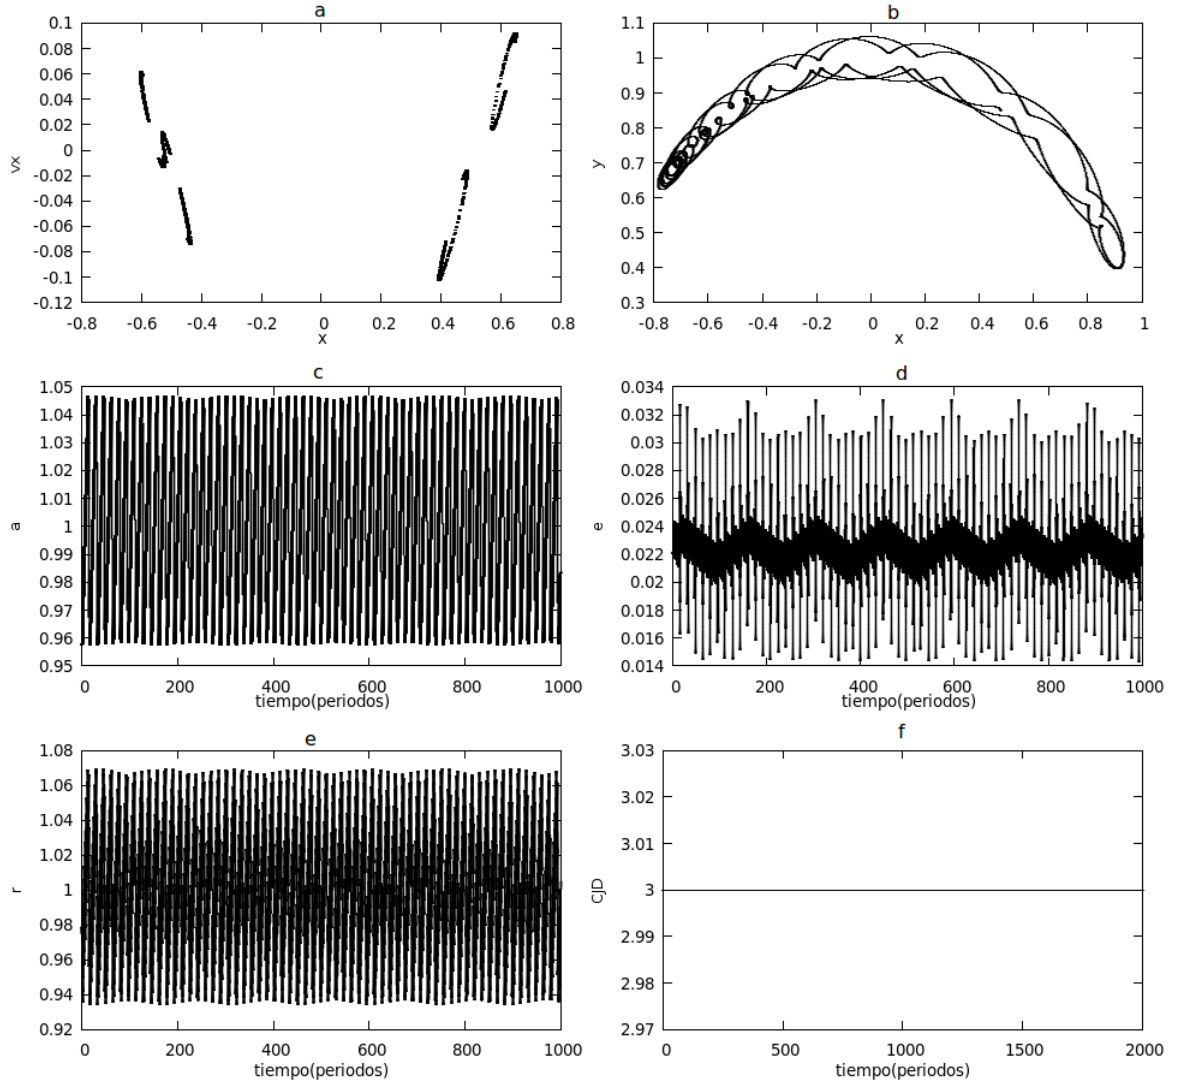 a
0.1
0.08
0.06
0.04
0.02
0
-0.02
-0.04
-0.06
-0.08
-0.1
-0.12
vx
-0.8 -0.6 -0.4 -0.2 0 0.2 0.4 0.6 0.8
x
b
1.1
1
0.9
0.8
0.7
0.6
0.5
0.4
0.3
y
-0.8 -0.6 -0.4 -0.2 0 0.2 0.4 0.6 0.8 1
x
c
1.05
1.04
1.03
1.02
1.01
1
0.99
0.98
0.97
0.96
0.95
a
0 200 400 600 800 1000
tiempo(periodos)
d
0.034
0.032
0.03
0.028
0.026
0.024
0.022
0.02
0.018
0.016
0.014
e
0 200 400 600 800 1000
tiempo(periodos)
e
1.08
1.06
1.04
1.02
1
0.98
0.96
0.94
0.92
r
0 200 400 600 800 1000
tiempo(periodos)
f
3.03
3.02
3.01
3
2.99
2.98
2.97
CJD
0 500 1000 1500 2000
tiempo(periodos)